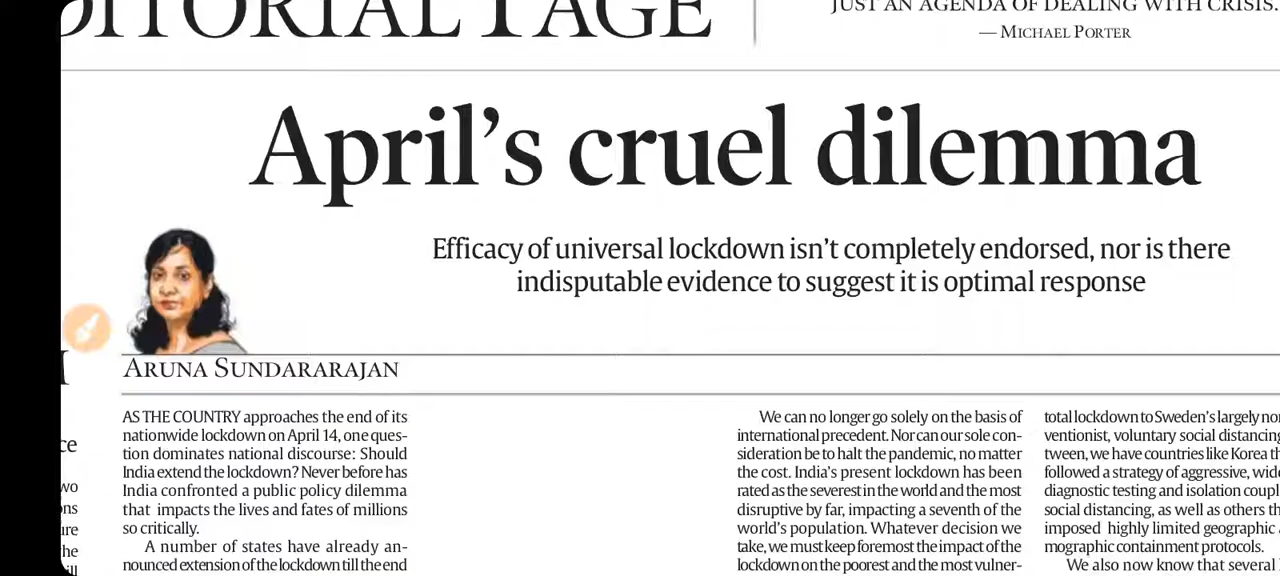 EDITORIAL PAGE
JUST AN AGENDA OF DEALING WITH CRISIS.
— MICHAEL PORTER
April's cruel dilemma
Efficacy of universal lockdown isn't completely endorsed, nor is there
indisputable evidence to suggest it is optimal response
ARUNA SUNDARARAJAN
AS THE COUNTRY approaches the end of its
nationwide lockdown on April 14, one ques-
tion dominates national discourse: Should
India extend the lockdown? Never before has
India confronted a public policy dilemma
that impacts the lives and fates of millions
so critically.
A number of states have already an-
nounced extension of the lockdown till the end
We can no longer go solely on the basis of
international precedent. Nor can our sole con-
sideration be to halt the pandemic, no matter
the cost. India's present lockdown has been
rated as the severest in the world and the most
disruptive by far, impacting a seventh of the
world's population. Whatever decision we
take, we must keep foremost the impact of the
lockdown on the poorest and the most vulner-
total lockdown to Sweden's largely
ventionist, voluntary social distancing
tween, we have countries like Korea
followed a strategy of aggressive,
diagnostic testing and isolation
social distancing, as well as others
imposed highly limited geographic
mographic containment protocols.
We also now know that several